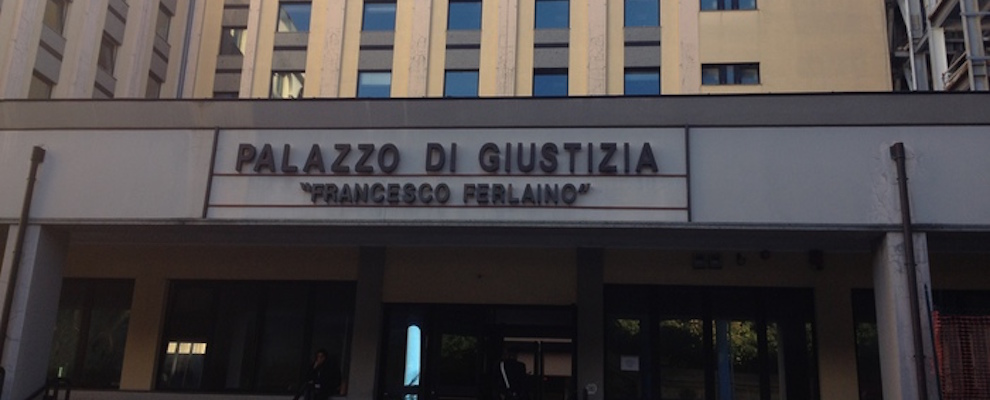 PALAZZO DI GIUSTIZIA
"FRANCESCO FERLAINO"